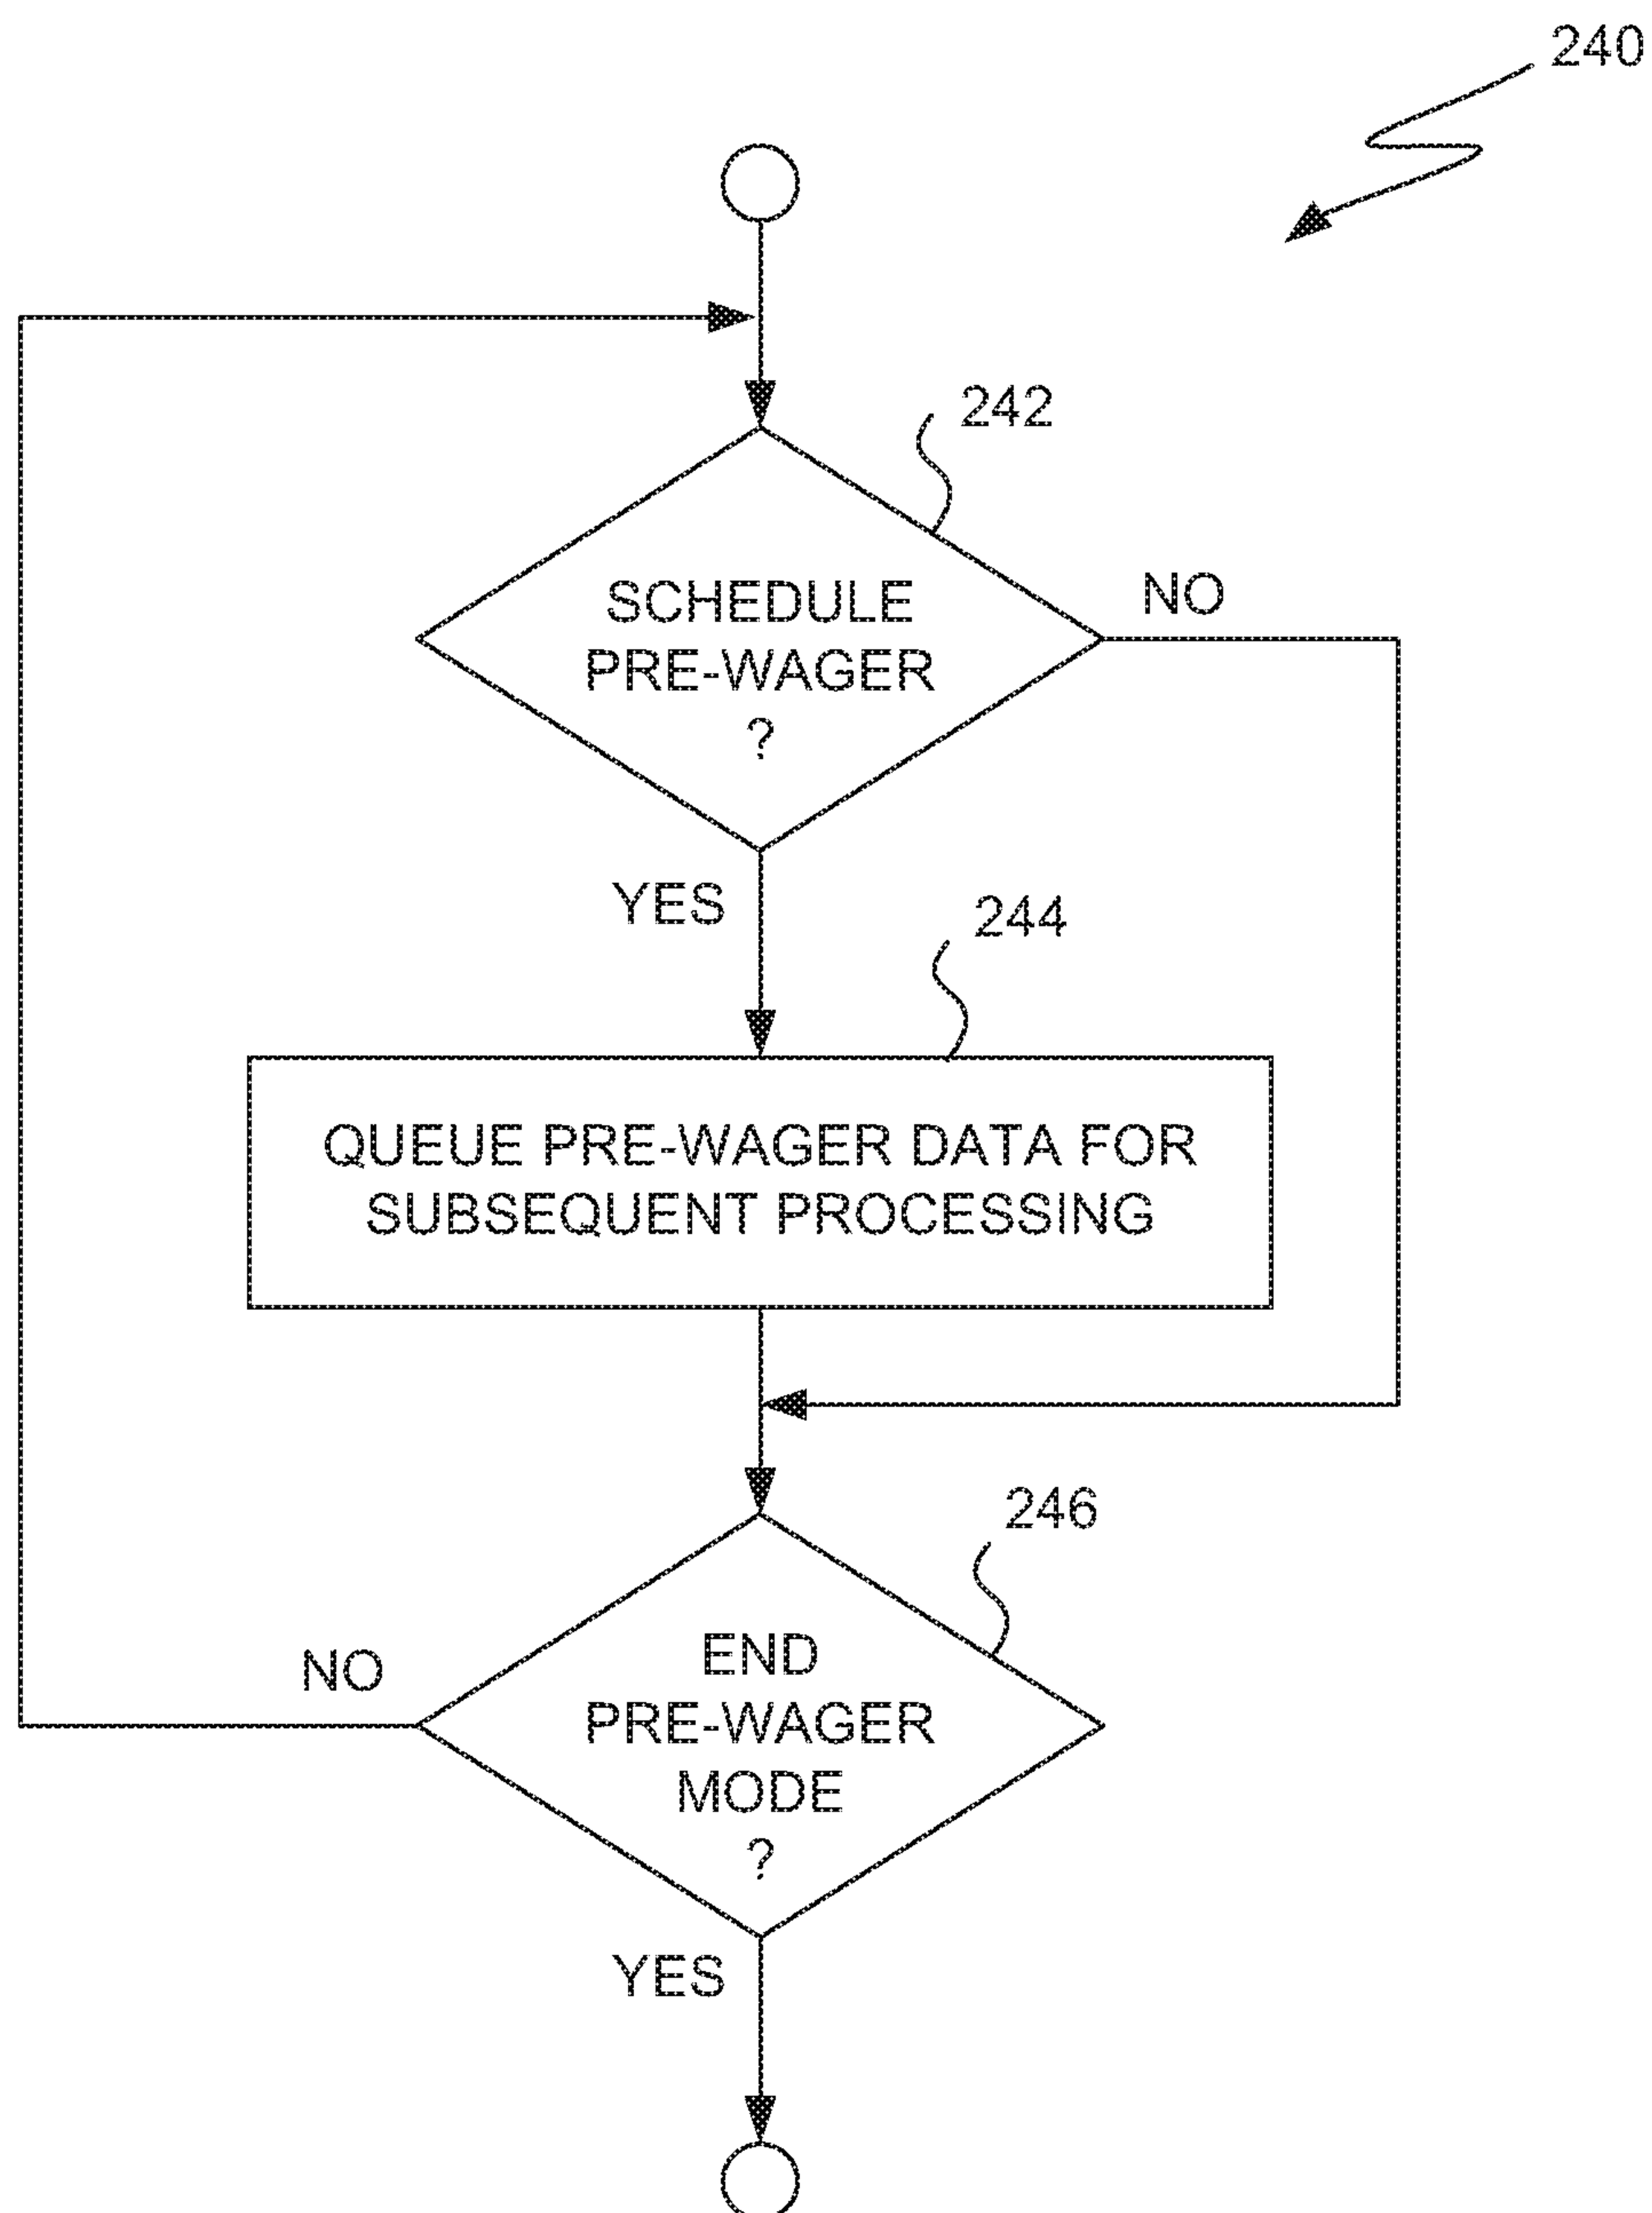 240
242
SCHEDULE
PRE-WAGER
?
NO
YES
244
QUEUE PRE-WAGER DATA FOR
SUBSEQUENT PROCESSING
246
NO
END
PRE-WAGER
MODE
?
YES